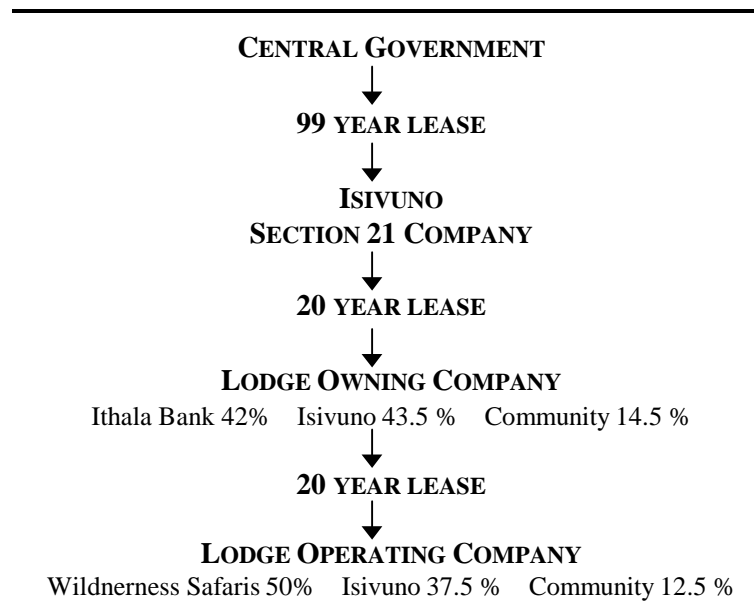 CENTRAL GOVERNMENT
99 YEAR LEASE
ISIVUNO
SECTION 21 COMPANY
20 YEAR LEASE
LODGE OWNING COMPANY
Ithala Bank 42% Isivuno 43.5 % Community 14.5 %
20 YEAR LEASE
LODGE OPERATING COMPANY
Wildnerness Safaris 50% Isivuno 37.5 % Community 12.5 %